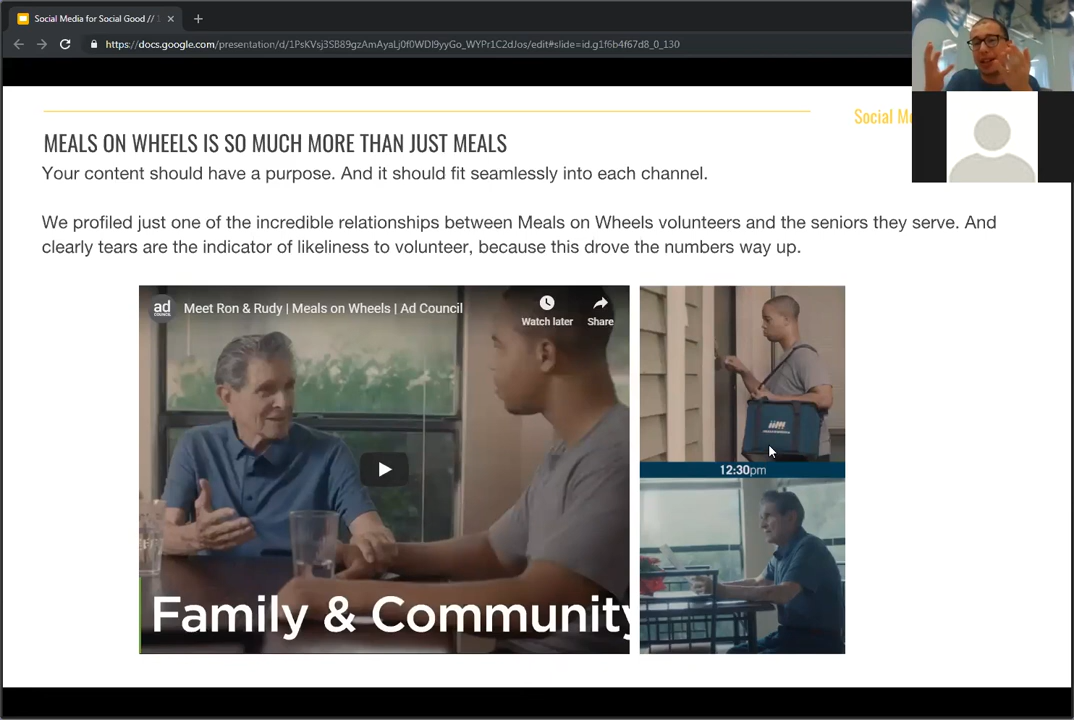 Social Media for Social Good // 1
https://docs.google.com/presentation/d/1PsKVsj3SB89gzAmAyaLj0f0WDl9yyGo_WYPr1C2dJos/edit#slide=id.g1f6b4f67d8_0_130
Social Me
MEALS ON WHEELS IS SO MUCH MORE THAN JUST MEALS
Your content should have a purpose. And it should fit seamlessly into each channel.
We profiled just one of the incredible relationships between Meals on Wheels volunteers and the seniors they serve. And
clearly tears are the indicator of likeliness to volunteer, because this drove the numbers way up.
ad
COUNCIL
Meet Ron & Rudy | Meals on Wheels | Ad Council
Watch later
Share
Family & Community
12:30pm